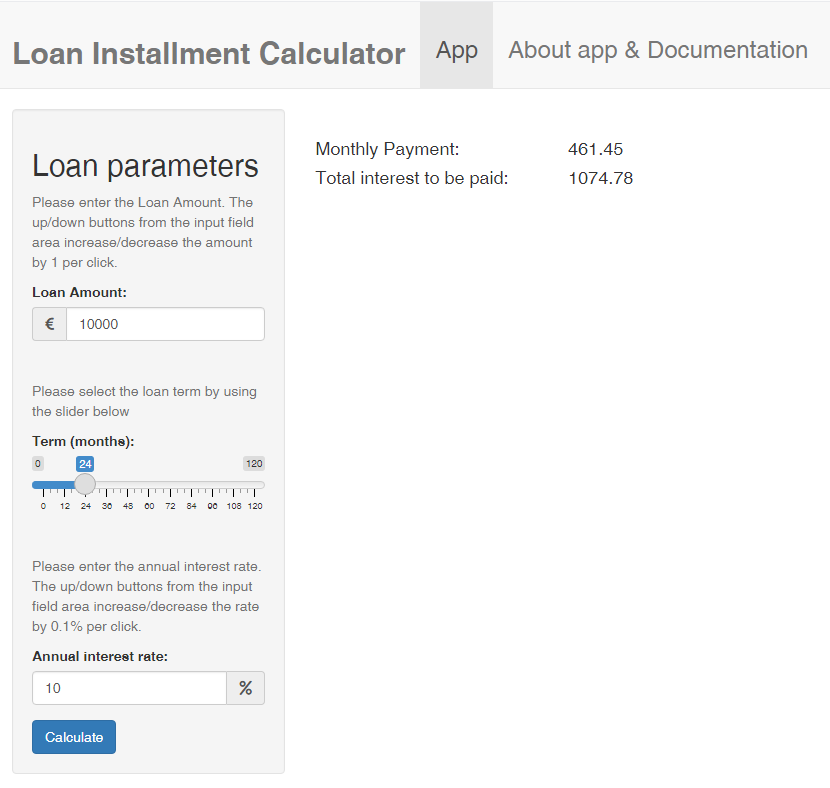 Loan Installment Calculator App About app & Documentation
Loan parameters
Please enter the Loan Amount. The
up/down buttons from the input field
area increase/decrease the amount
by 1 per click.
Loan Amount:
€ 10000
Please select the loan term by using
the slider below
Term (months):
0 24 120
0 12 24 36 48 60 72 84 96 108 120
Please enter the annual interest rate.
The up/down buttons from the input
field area increase/decrease the rate
by 0.1% per click.
Annual interest rate:
10 %
Calculate
Monthly Payment: 461.45
Total interest to be paid: 1074.78